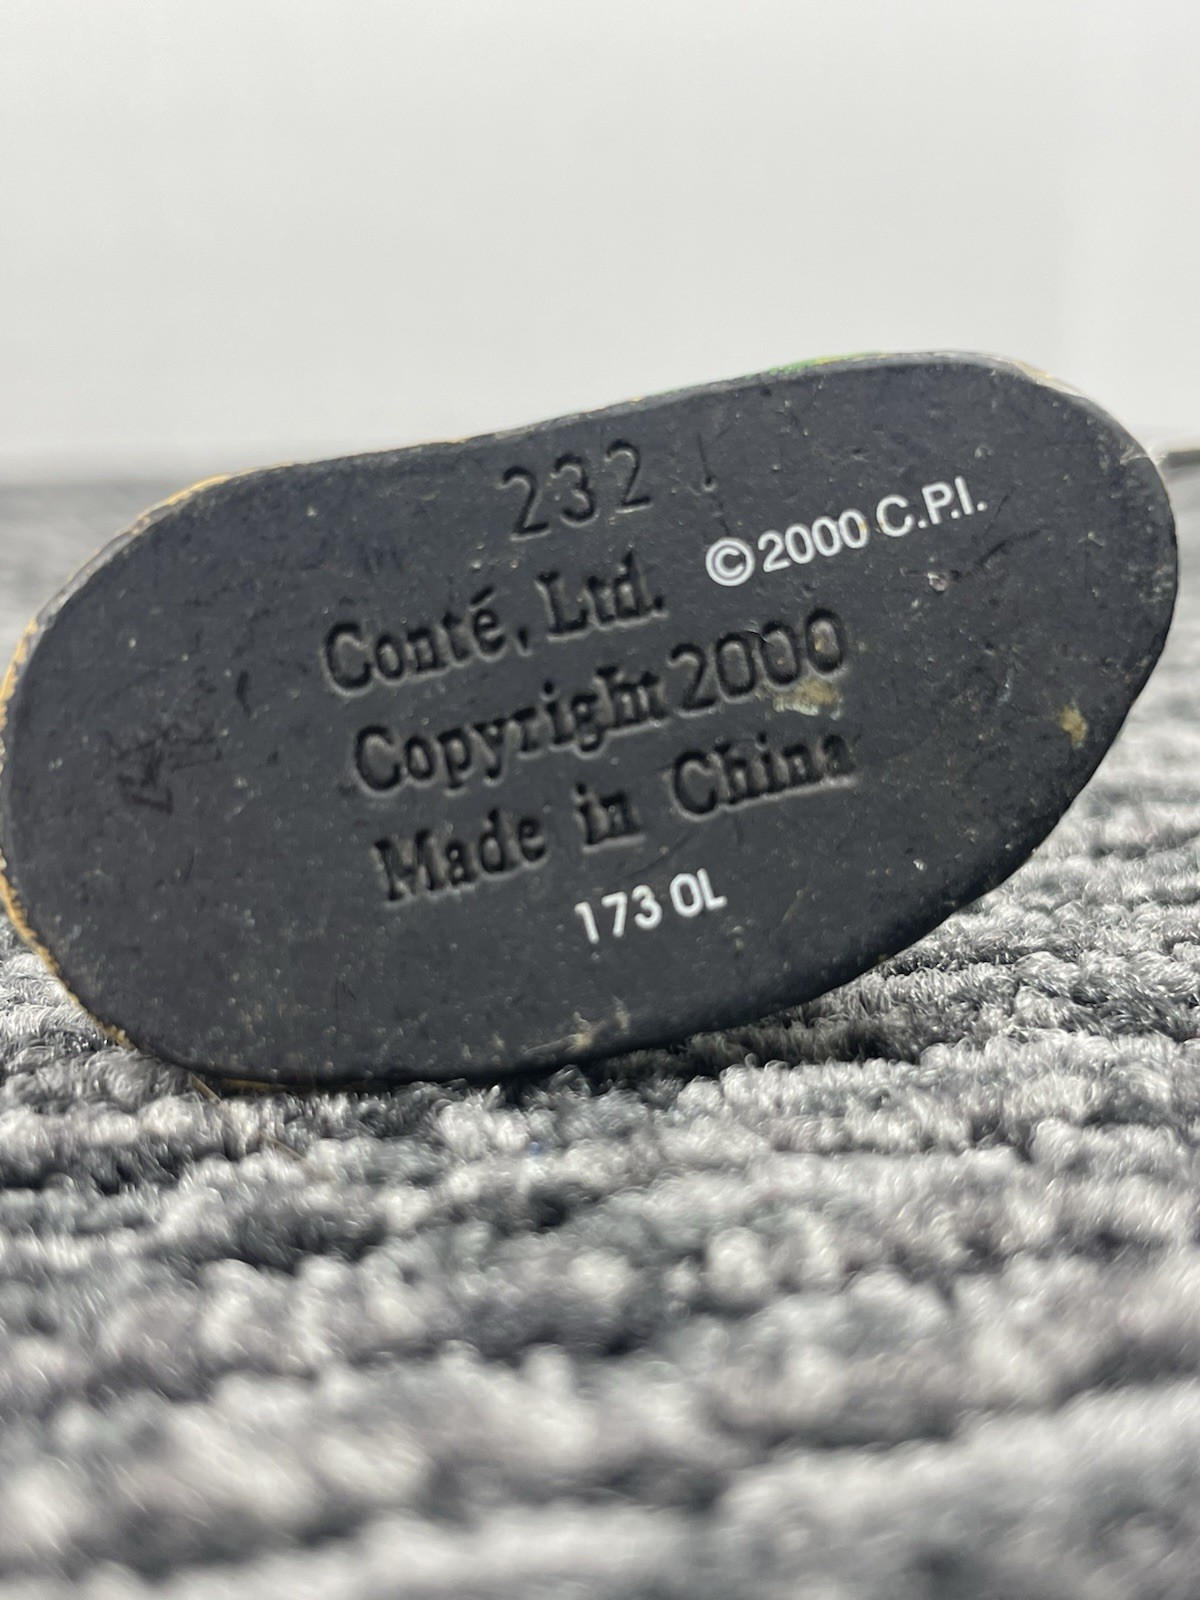 232
©2000 C.P.I.
Conté, Ltd.
Copyright 2000
Made in China
173 OL